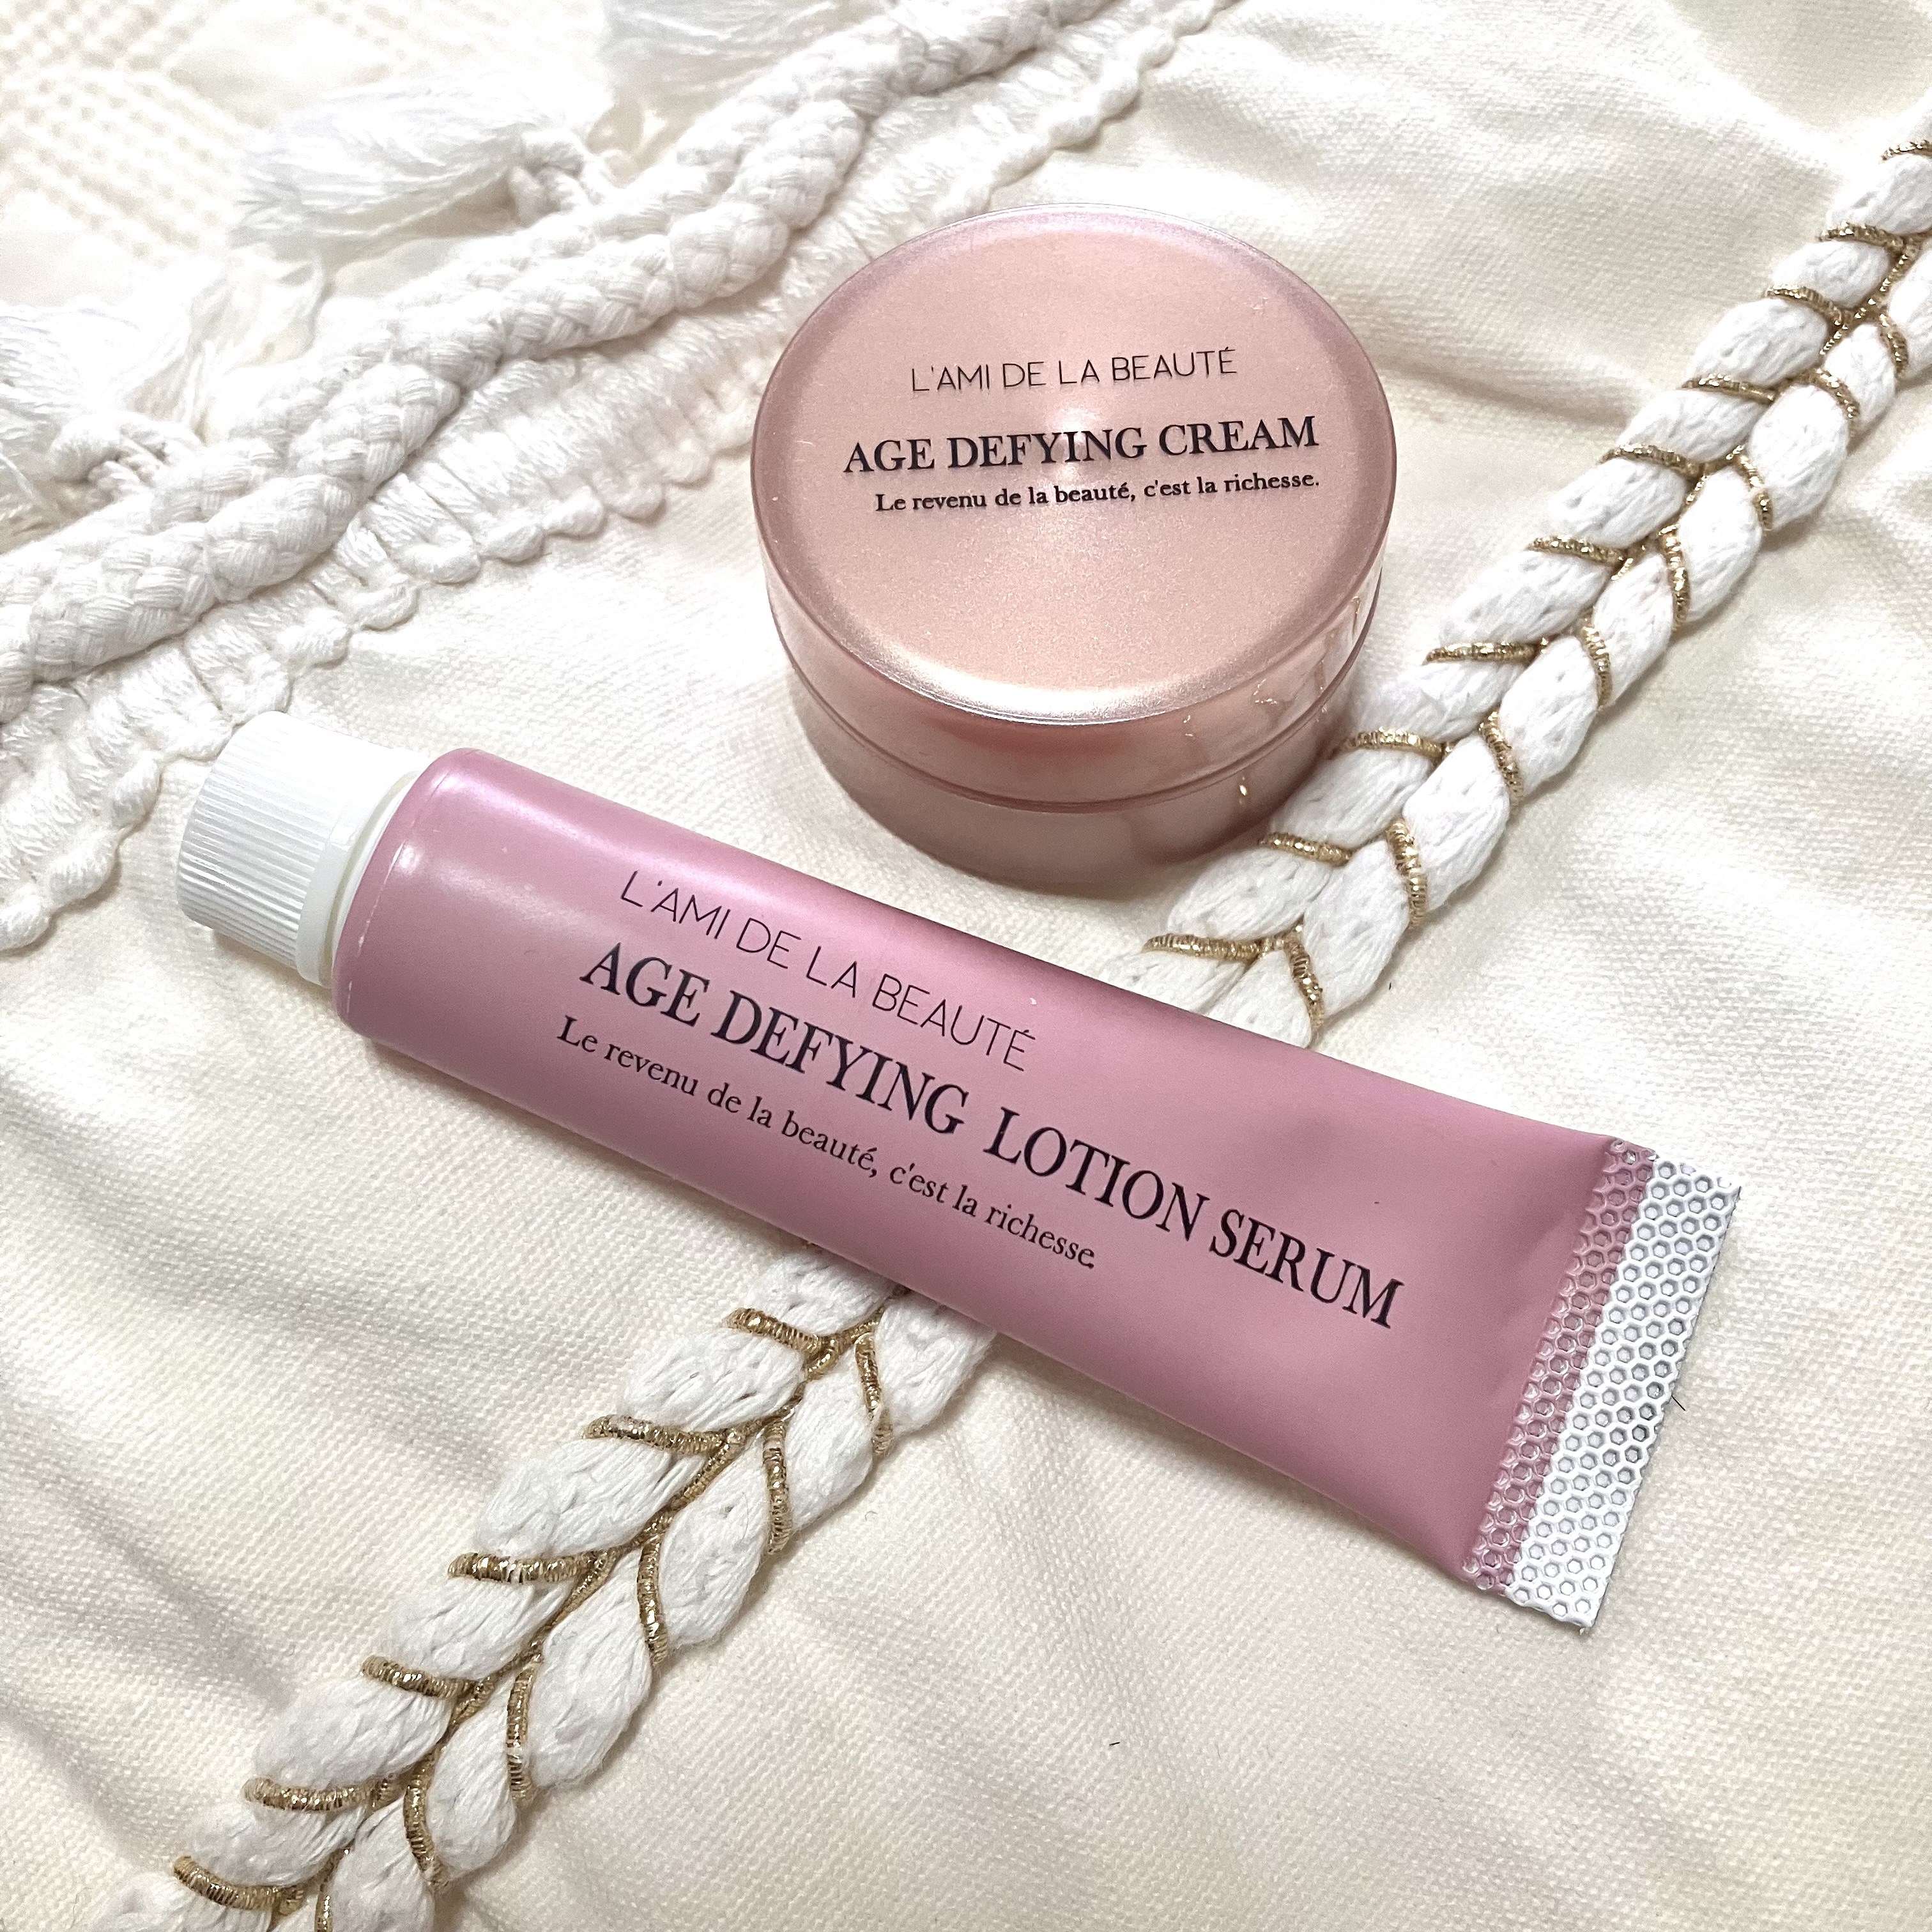 L'AMI DE LA BEAUTÉ
AGE DEFYING CREAM
Le revenu de la beauté, c'est la richesse.
L'AMI DE LA BEAUTÉ
AGE DEFYING LOTION SERUM
Le revenu de la beauté, c'est la richesse.